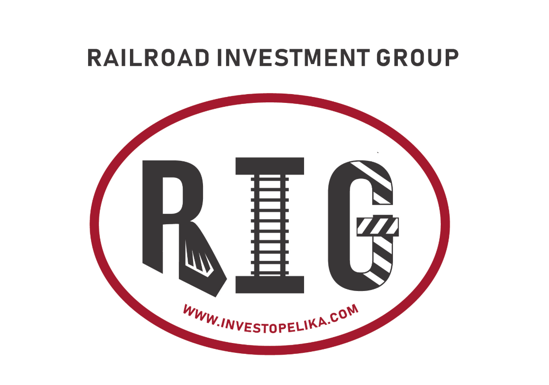 RAILROAD INVESTMENT GROUP
RIG
WWW.INVESTOPELIKA.COM